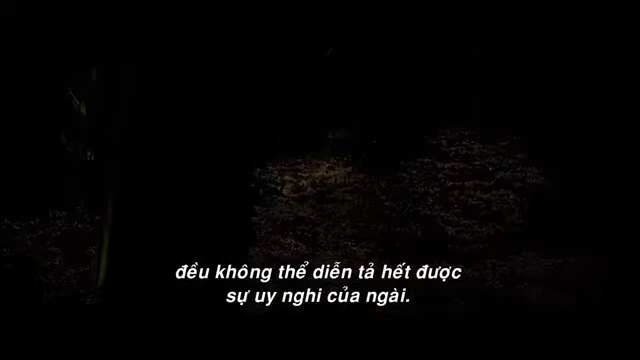 đều không thể diễn tả hết được
sự uy nghi của ngài.